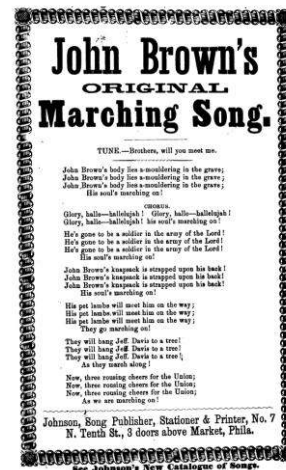 John Brown's
ORIGINAL
Marching Song.
TUNE.—Brothers, will you meet me.
John Brown's body lies a-mouldering in the grave;
John Brown's body lies a-mouldering in the grave;
John Brown's body lies a-mouldering in the grave;
His soul's marching on!
CHORUS.
Glory, halle—hallelujah! Glory, halle—hallelujah!
Glory, halle—hallelujah! his soul's marching on!
He's gone to be a soldier in the army of the Lord!
He's gone to be a soldier in the army of the Lord!
He's gone to be a soldier in the army of the Lord!
His soul's marching on!
John Brown's knapsack is strapped upon his back!
John Brown's knapsack is strapped upon his back!
John Brown's knapsack is strapped upon his back!
His soul's marching on!
His pet lambs will meet him on the way;
His pet lambs will meet him on the way;
His pet lambs will meet him on the way;
They go marching on!
They will hang Jeff. Davis to a tree!
They will hang Jeff. Davis to a tree!
They will hang Jeff. Davis to a tree!
As they march along!
Now, three rousing cheers for the Union;
Now, three rousing cheers for the Union;
Now, three rousing cheers for the Union;
As we are marching on!
Johnson, Song Publisher, Stationer & Printer, No. 7
N. Tenth St., 3 doors above Market, Phila.
See Johnson's New Catalogue of Songs.